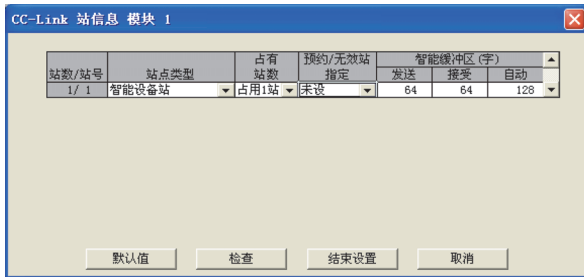 CC-Link 站信息 模块 1
站数/站号 站点类型 占有站数 预约/无效站指定 智能缓冲区(字)
发送 接受 自动
1/ 1 智能设备站 占用1站 未设 64 64 128
默认值 检查 结束设置 取消